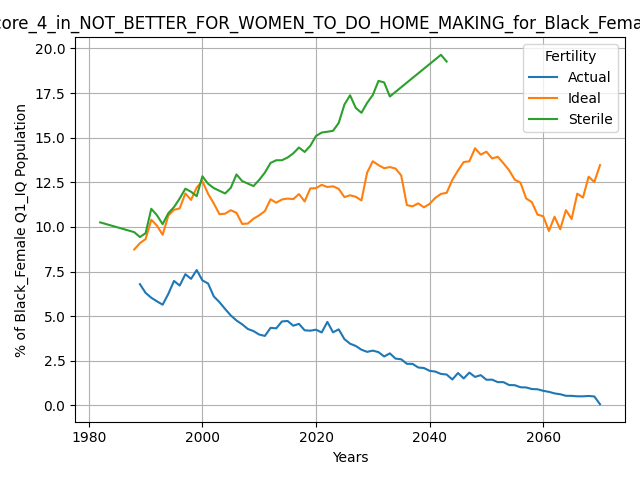 core_4_in_NOT_BETTER_FOR_WOMEN_TO_DO_HOME_MAKING_for_Black_Fema
% of Black_Female Q1_IQ Population
20.0
17.5
15.0
12.5
10.0
7.5
5.0
2.5
0.0
Fertility
Actual
Ideal
Sterile
1980
2000
2020
2040
2060
Years